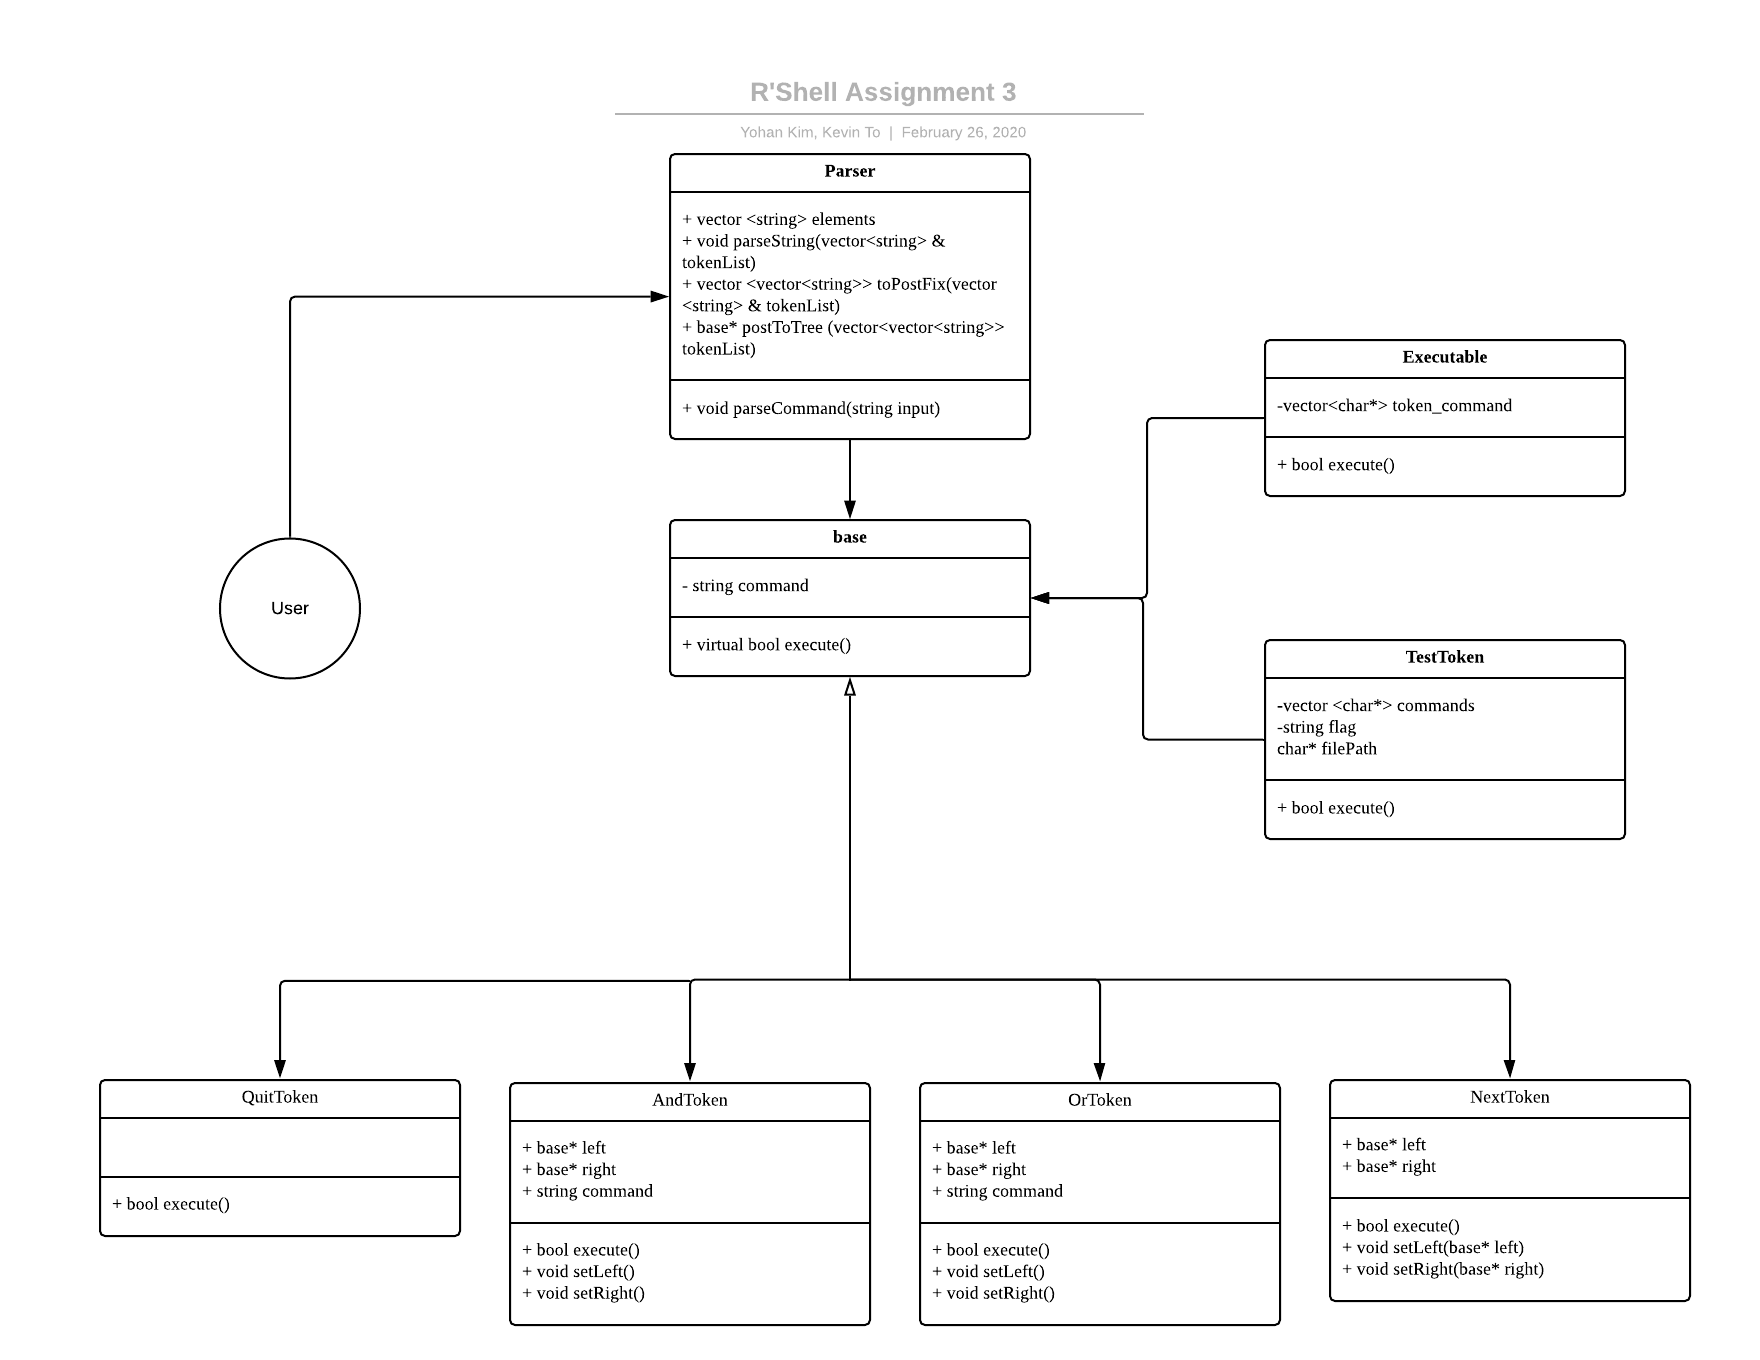 R'Shell Assignment 3
Yohan Kim, Kevin To | February 26, 2020
Parser
+ vector <string> elements
+ void parseString(vector<string> &
tokenList)
+ vector <vector<string>> toPostFix(vector
<string> & tokenList)
+ base* postToTree (vector<vector<string>>
tokenList)
+ void parseCommand(string input)
Executable
-vector<char*> token_command
+ bool execute()
User
base
- string command
+ virtual bool execute()
TestToken
-vector <char*> commands
-string flag
char* filePath
+ bool execute()
QuitToken
+ bool execute()
AndToken
+ base* left
+ base* right
+ string command
+ bool execute()
+ void setLeft()
+ void setRight()
OrToken
+ base* left
+ base* right
+ string command
+ bool execute()
+ void setLeft()
+ void setRight()
NextToken
+ base* left
+ base* right
+ bool execute()
+ void setLeft(base* left)
+ void setRight(base* right)